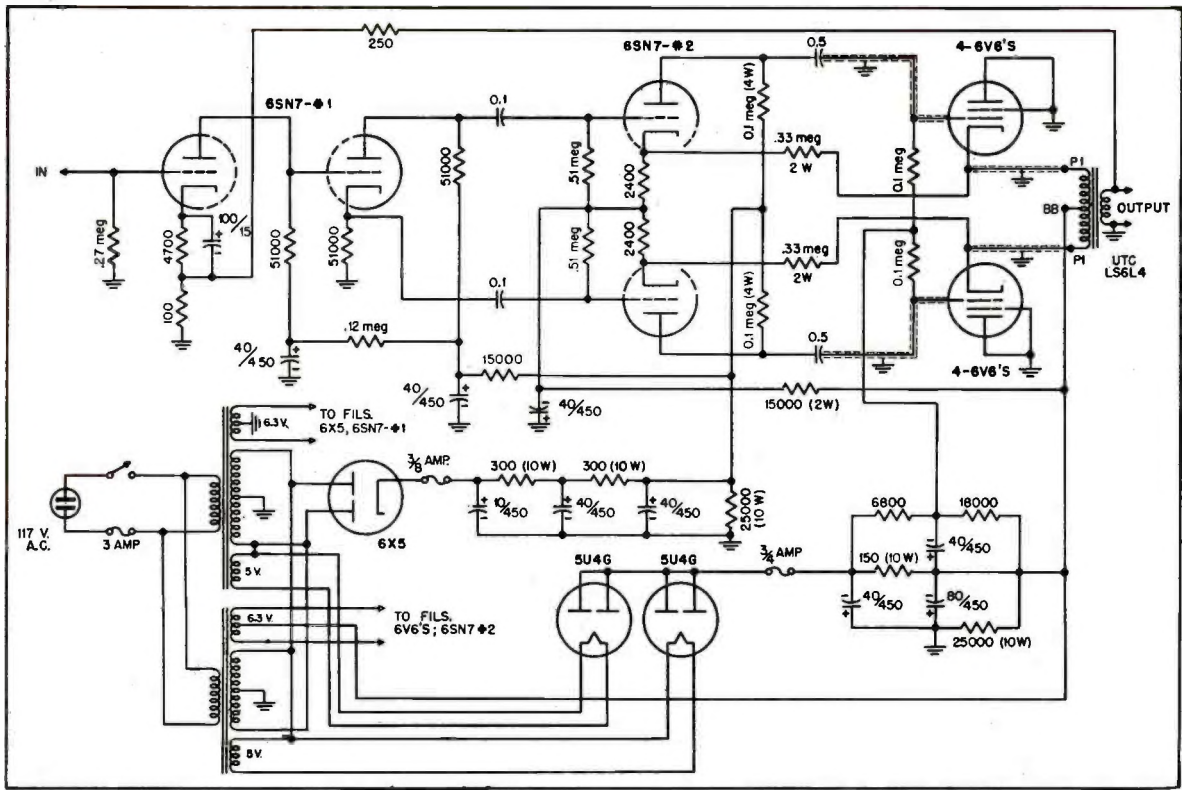 250
6SN7-#1
IN
.27 meg
4700
100/15
100
51000
40/450
.12 meg
51000
51000
0.1
0.1
40/450
15000
.51 meg
.51 meg
40/450
6SN7-#2
2400
2400
0.1 meg (4W)
0.1 meg (4W)
.33 meg
2 W
.33 meg
2W
0.5
0.5
0.1 meg
0.1 meg
15000 (2W)
4-6V6'S
4-6V6'S
P1
BB
P1
OUTPUT
UTC
LS6L4
117 V.
A.C.
3 AMP
6.3 V.
TO FILS.
6X5, 6SN7-#1
5 V.
6X5
3/8 AMP.
300 (10W)
300 (10W)
10/450
40/450
40/450
25000
(10 W)
6.3 V.
TO FILS.
6V6'S; 6SN7#2
5 V.
5U4G
5U4G
3/4 AMP
6800
18000
40/450
150 (10W)
40/450
80/450
25000 (10W)